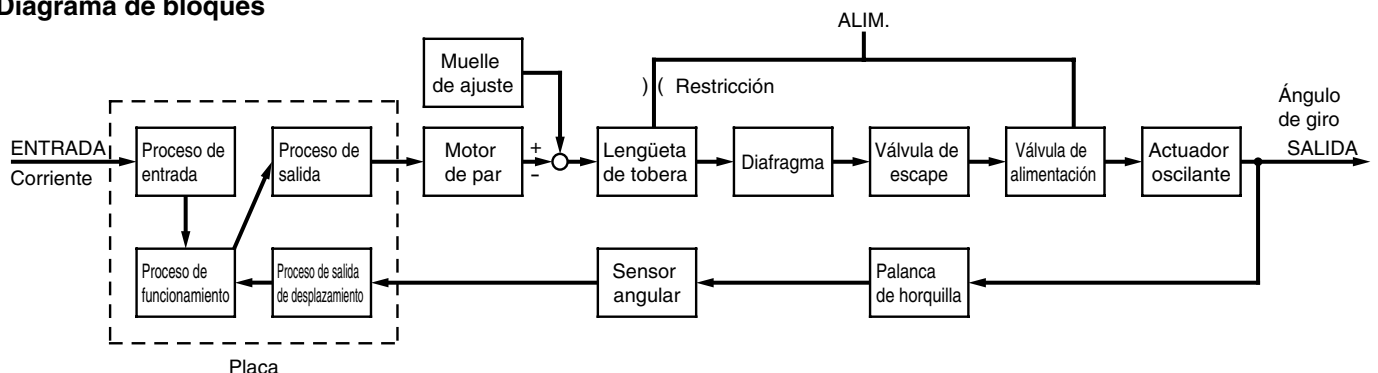 Diagrama de bloques
ALIM.
Muelle
de ajuste
) ( Restricción
Ángulo
de giro
ENTRADA
SALIDA
Corriente
Proceso de
entrada
Proceso de
salida
Motor
de par
+
-
Lengüeta
de tobera
Diafragma
Válvula de
escape
Válvula de
alimentación
Actuador
oscilante
Proceso de
funcionamiento
Proceso de salida
de desplazamiento
Sensor
angular
Palanca
de horquilla
Placa